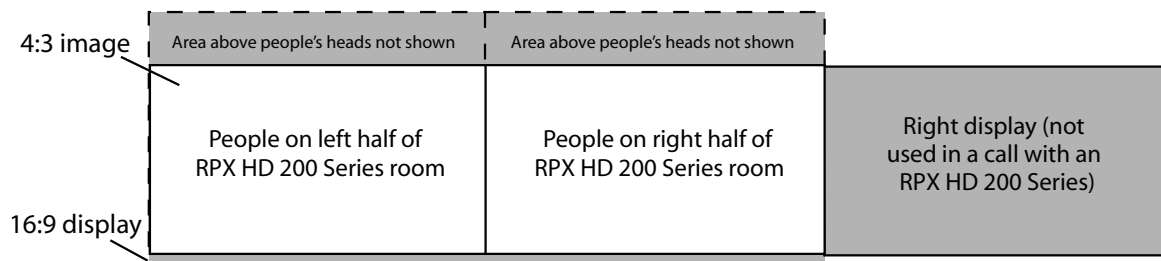 4:3 image
Area above people's heads not shown
Area above people's heads not shown
People on left half of
RPX HD 200 Series room
People on right half of
RPX HD 200 Series room
Right display (not
used in a call with an
RPX HD 200 Series)
16:9 display